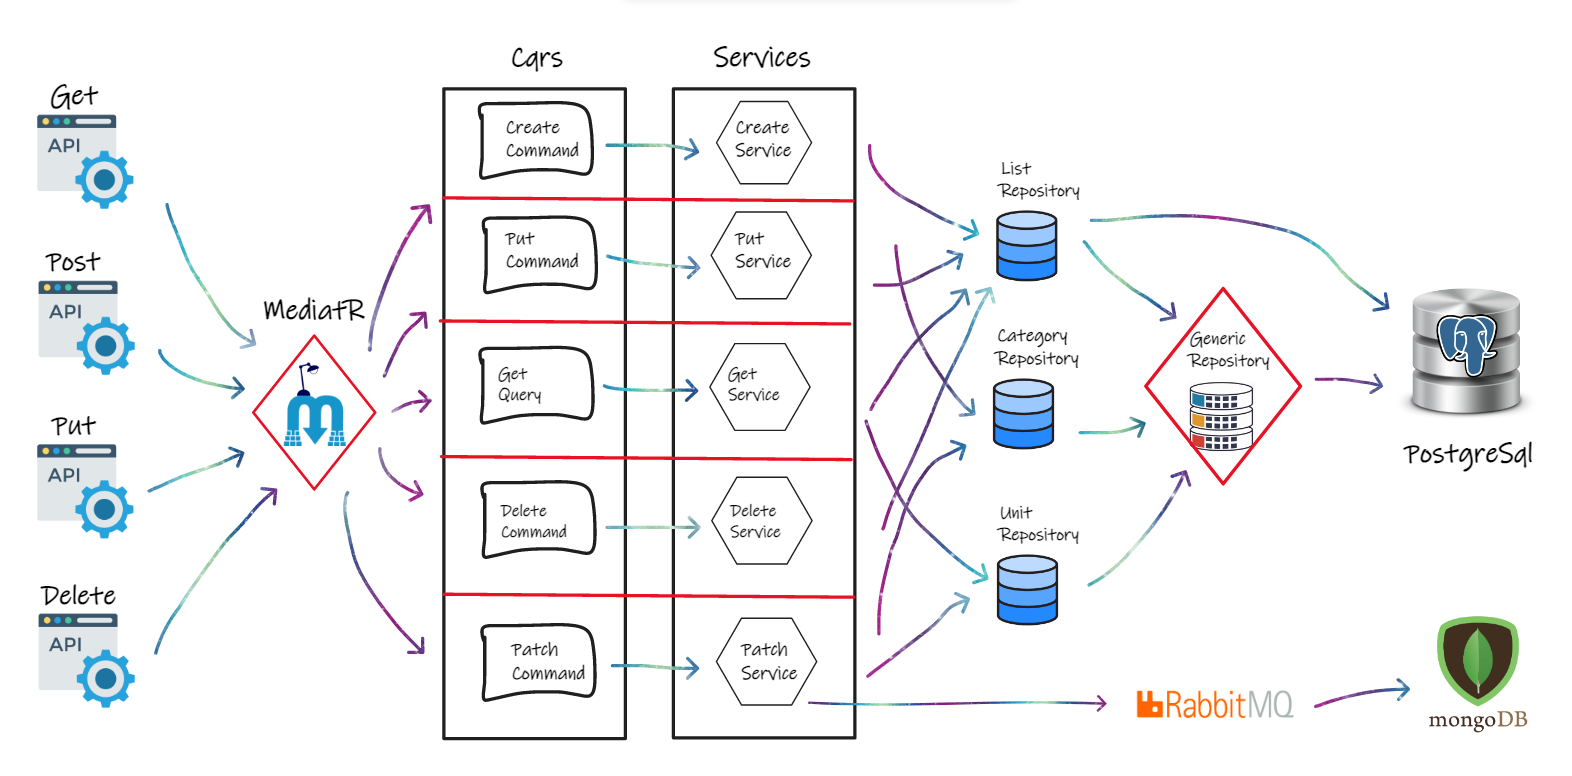 Cqrs
Services
Get
API
Post
API
Put
API
Delete
API
MediatR
Create
Command
Put
Command
Get
Query
Delete
Command
Patch
Command
Create
Service
Put
Service
Get
Service
Delete
Service
Patch
Service
List
Repository
Category
Repository
Unit
Repository
Generic
Repository
PostgreSql
RabbitMQ
mongoDB